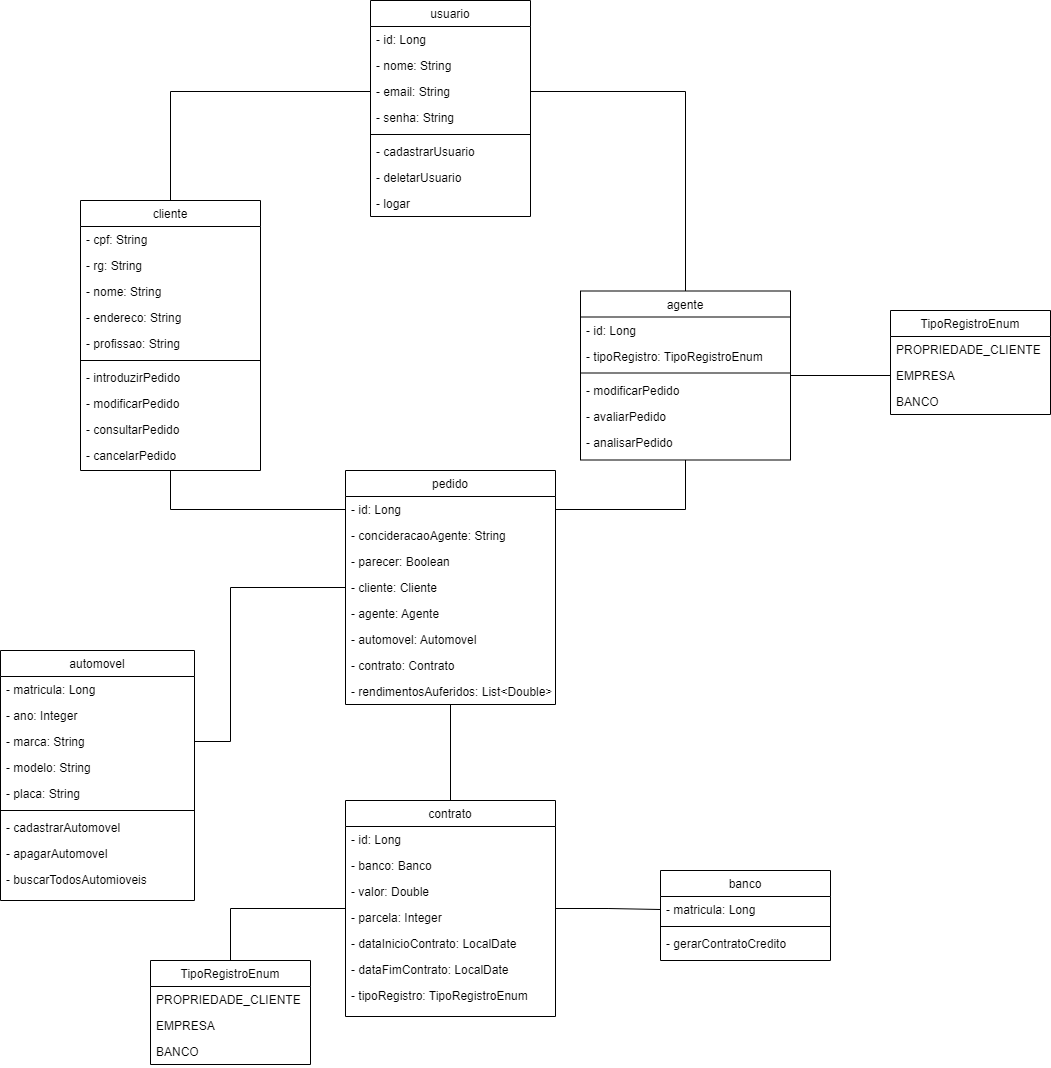 usuario
- id: Long
- nome: String
- email: String
- senha: String
- cadastrarUsuario
- deletarUsuario
- logar
cliente
- cpf: String
- rg: String
- nome: String
- endereco: String
- profissao: String
- introduzirPedido
- modificarPedido
- consultarPedido
- cancelarPedido
agente
- id: Long
- tipoRegistro: TipoRegistroEnum
- modificarPedido
- avaliarPedido
- analisarPedido
TipoRegistroEnum
PROPRIEDADE_CLIENTE
EMPRESA
BANCO
pedido
- id: Long
- concideracaoAgente: String
- parecer: Boolean
- cliente: Cliente
- agente: Agente
- automovel: Automovel
- contrato: Contrato
- rendimentosAuferidos: List<Double>
automovel
- matricula: Long
- ano: Integer
- marca: String
- modelo: String
- placa: String
- cadastrarAutomovel
- apagarAutomovel
- buscarTodosAutomioveis
contrato
- id: Long
- banco: Banco
- valor: Double
- parcela: Integer
- dataInicioContrato: LocalDate
- dataFimContrato: LocalDate
- tipoRegistro: TipoRegistroEnum
banco
- matricula: Long
- gerarContratoCredito
TipoRegistroEnum
PROPRIEDADE_CLIENTE
EMPRESA
BANCO